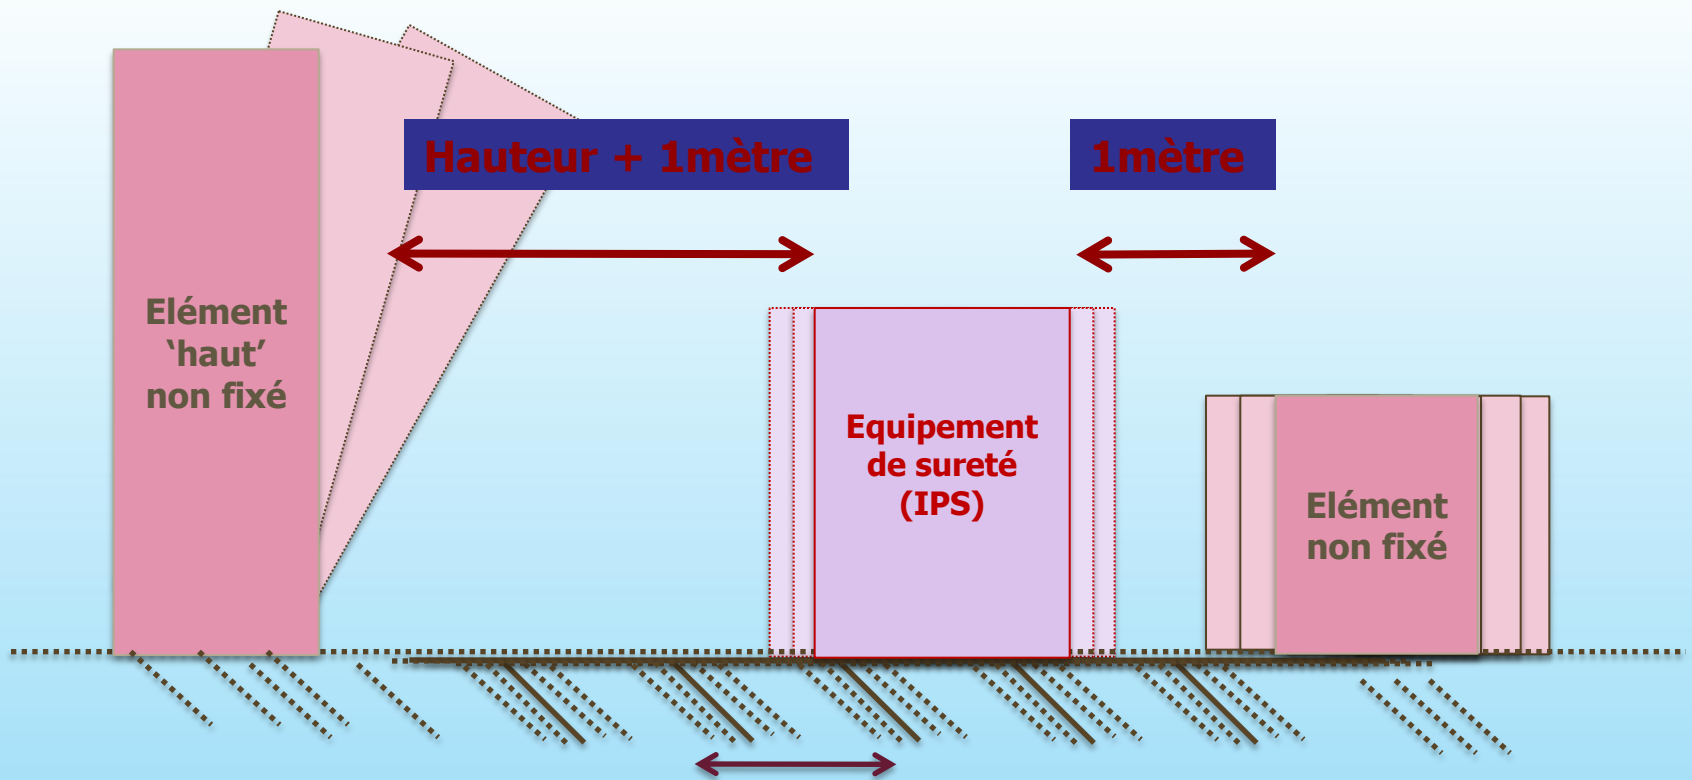 Hauteur + 1mètre
1mètre
Elément
‘haut’
non fixé
Equipement
de sureté
(IPS)
Elément
non fixé